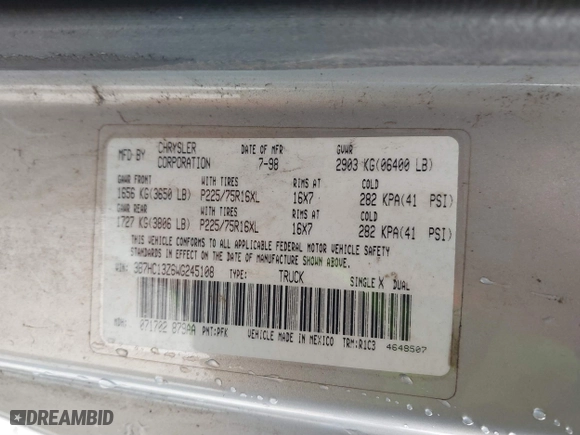 MFD BY CHRYSLER CORPORATION DATE OF MFR 7-98 GVWR 2903 KG(06400 LB)
GAWR FRONT WITH TIRES RIMS AT COLD
1656 KG(3650 LB) P225/75R16XL 16X7 282 KPA(41 PSI)
GAWR REAR WITH TIRES RIMS AT COLD
1727 KG(3806 LB) P225/75R16XL 16X7 282 KPA(41 PSI)
THIS VEHICLE CONFORMS TO ALL APPLICABLE FEDERAL MOTOR VEHICLE SAFETY
STANDARDS IN EFFECT ON THE DATE OF MANUFACTURE SHOWN ABOVE.
VIN: 3B7HC13Z6WG245108 TYPE: TRUCK SINGLE X DUAL
MDH: 071702 879AA PNT:PFK VEHICLE MADE IN MEXICO TRM:R1C3 4648507
DREAMBID